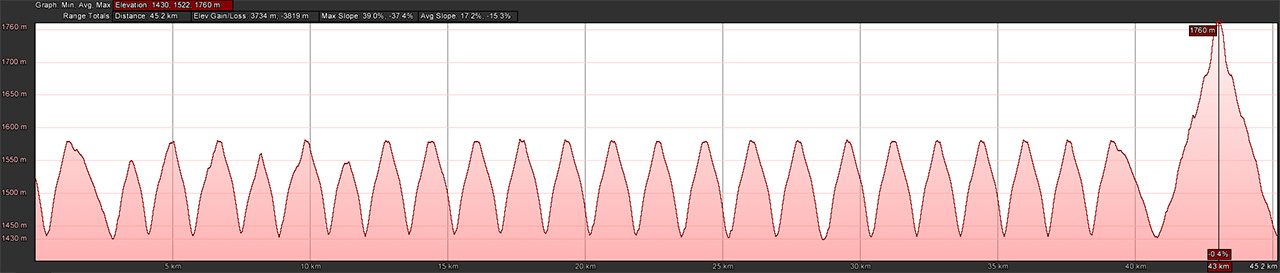 Graph: Min, Avg, Max Elevation: 1430, 1522, 1760 m
Range Totals: Distance: 45.2 km Elev Gain/Loss: 3734 m, -3819 m Max Slope: 39.0%, -37.4% Avg Slope: 17.2%, -15.3%
1760 m
1760 m
1700 m
1650 m
1600 m
1550 m
1500 m
1450 m
1430 m
-0.4%
5 km 10 km 15 km 20 km 25 km 30 km 35 km 40 km 43 km 45.2 km